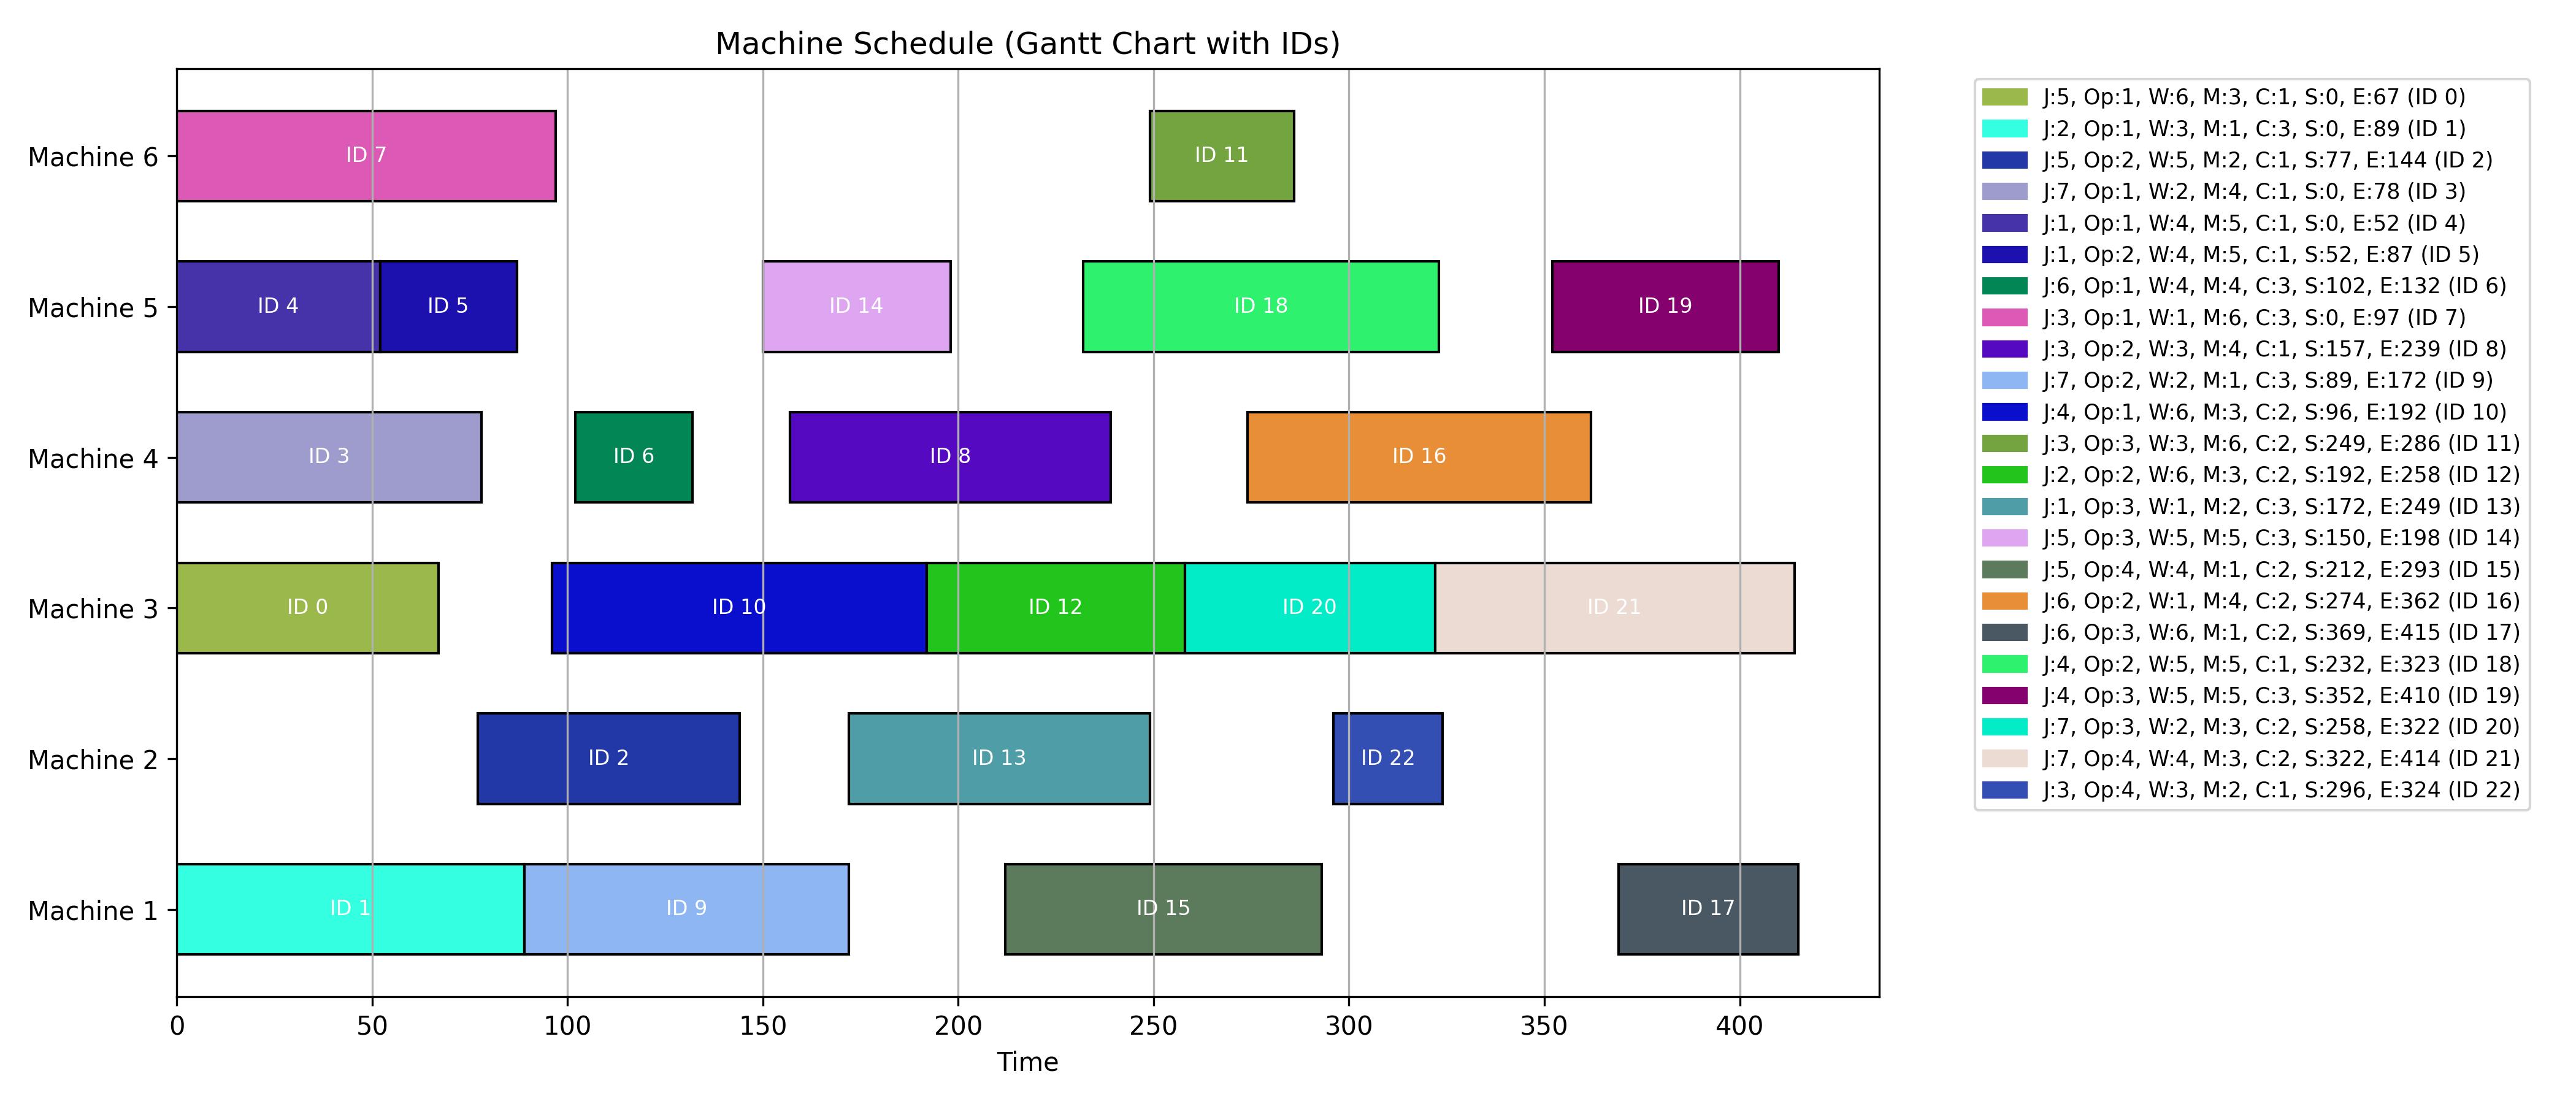 Machine Schedule (Gantt Chart with IDs)
Machine 6
ID 7
ID 11
Machine 5
ID 4
ID 5
ID 14
ID 18
ID 19
Machine 4
ID 3
ID 6
ID 8
ID 16
Machine 3
ID 0
ID 10
ID 12
ID 20
ID 21
Machine 2
ID 2
ID 13
ID 22
Machine 1
ID 1
ID 9
ID 15
ID 17
0 50 100 150 200 250 300 350 400
Time
J:5, Op:1, W:6, M:3, C:1, S:0, E:67 (ID 0)
J:2, Op:1, W:3, M:1, C:3, S:0, E:89 (ID 1)
J:5, Op:2, W:5, M:2, C:1, S:77, E:144 (ID 2)
J:7, Op:1, W:2, M:4, C:1, S:0, E:78 (ID 3)
J:1, Op:1, W:4, M:5, C:1, S:0, E:52 (ID 4)
J:1, Op:2, W:4, M:5, C:1, S:52, E:87 (ID 5)
J:6, Op:1, W:4, M:4, C:3, S:102, E:132 (ID 6)
J:3, Op:1, W:1, M:6, C:3, S:0, E:97 (ID 7)
J:3, Op:2, W:3, M:4, C:1, S:157, E:239 (ID 8)
J:7, Op:2, W:2, M:1, C:3, S:89, E:172 (ID 9)
J:4, Op:1, W:6, M:3, C:2, S:96, E:192 (ID 10)
J:3, Op:3, W:3, M:6, C:2, S:249, E:286 (ID 11)
J:2, Op:2, W:6, M:3, C:2, S:192, E:258 (ID 12)
J:1, Op:3, W:1, M:2, C:3, S:172, E:249 (ID 13)
J:5, Op:3, W:5, M:5, C:3, S:150, E:198 (ID 14)
J:5, Op:4, W:4, M:1, C:2, S:212, E:293 (ID 15)
J:6, Op:2, W:1, M:4, C:2, S:274, E:362 (ID 16)
J:6, Op:3, W:6, M:1, C:2, S:369, E:415 (ID 17)
J:4, Op:2, W:5, M:5, C:1, S:232, E:323 (ID 18)
J:4, Op:3, W:5, M:5, C:3, S:352, E:410 (ID 19)
J:7, Op:3, W:2, M:3, C:2, S:258, E:322 (ID 20)
J:7, Op:4, W:4, M:3, C:2, S:322, E:414 (ID 21)
J:3, Op:4, W:3, M:2, C:1, S:296, E:324 (ID 22)